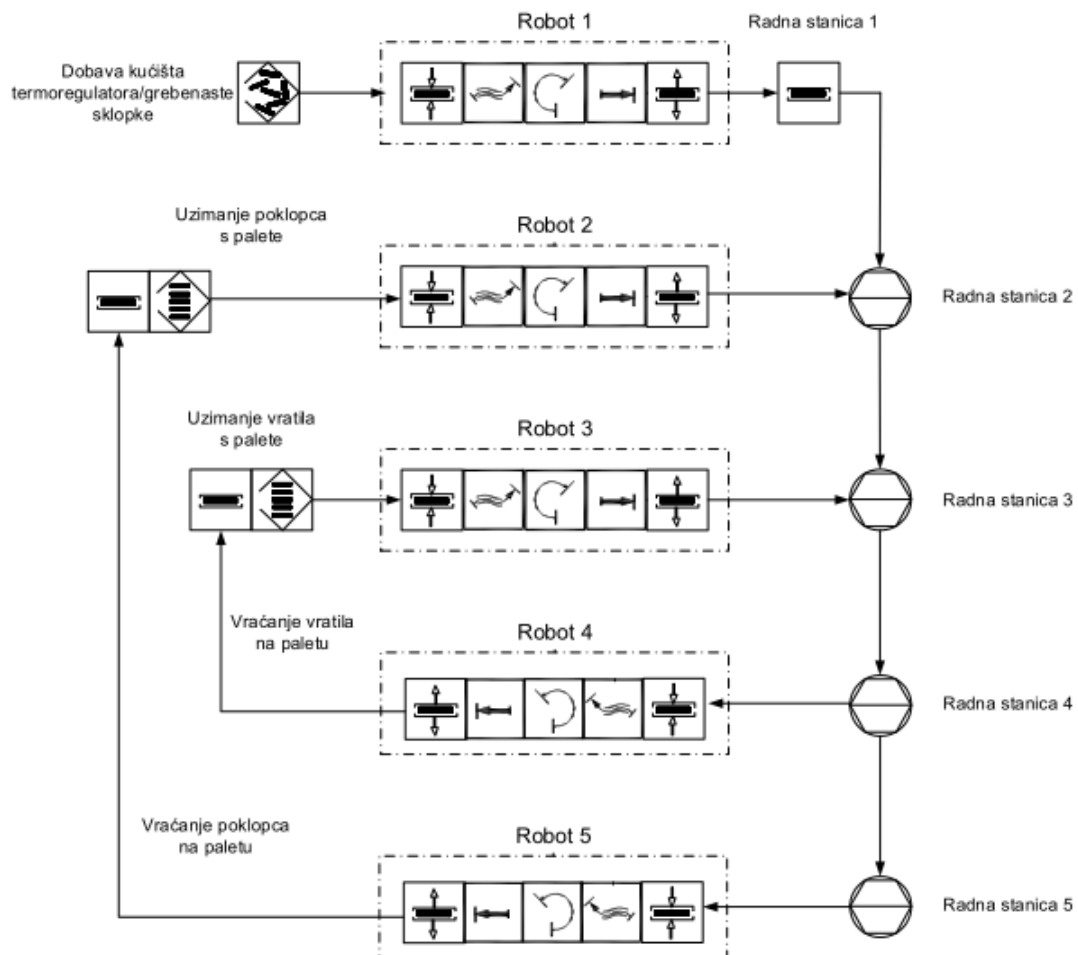 Robot 1
Radna stanica 1
Dobava kućišta
termoregulatora/grebenaste
sklopke
Uzimanje poklopca
s palete
Robot 2
Radna stanica 2
Uzimanje vratila
s palete
Robot 3
Radna stanica 3
Vraćanje vratila
na paletu
Robot 4
Radna stanica 4
Vraćanje poklopca
na paletu
Robot 5
Radna stanica 5